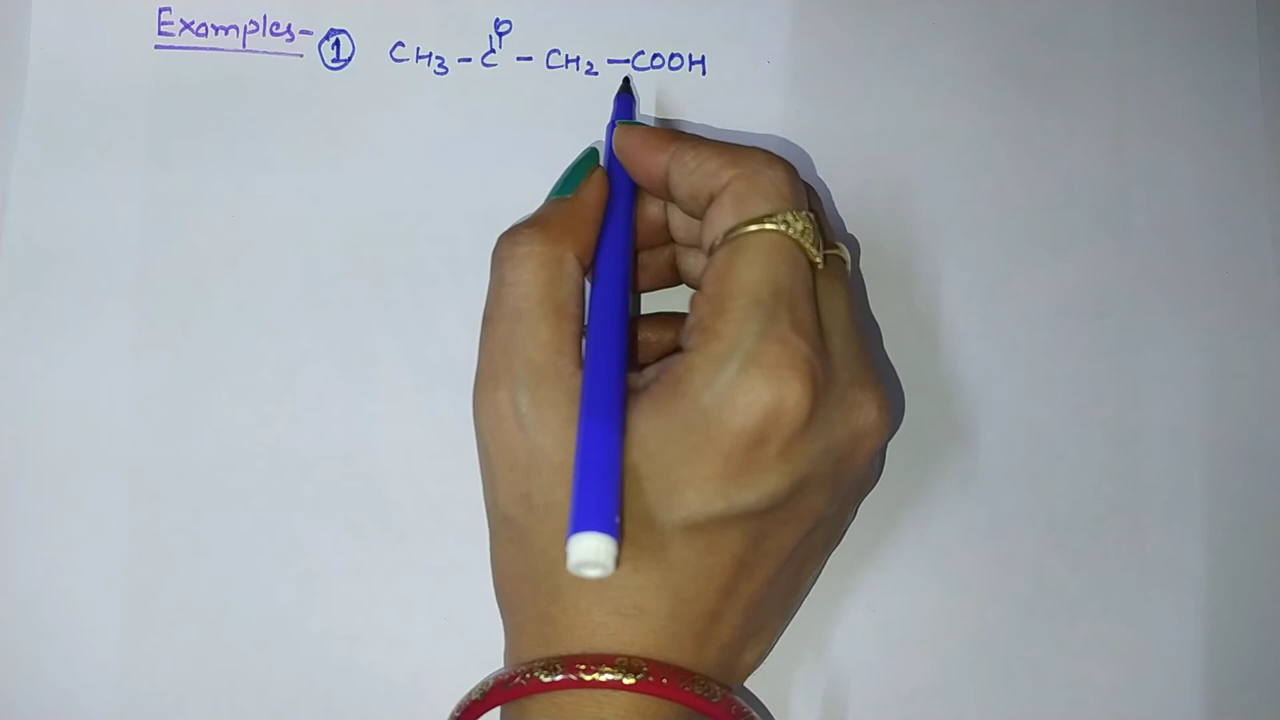 Examples- ① CH3 - C(=O) - CH2 - COOH